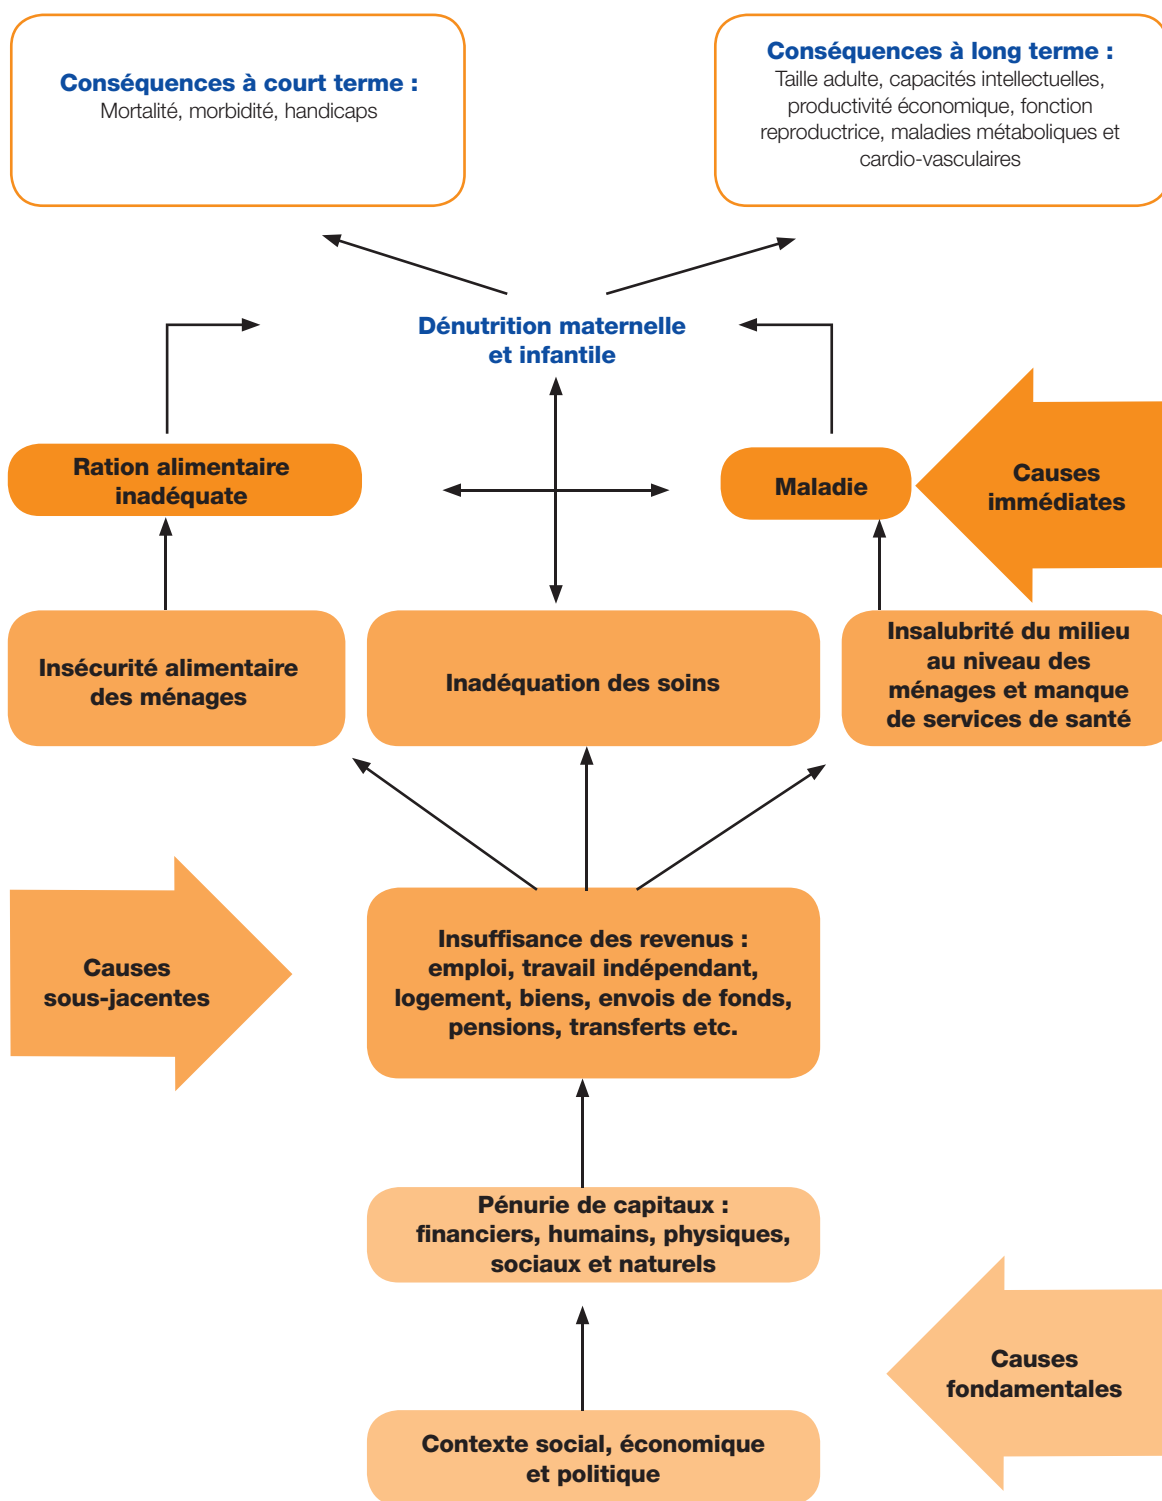 Conséquences à court terme :
Mortalité, morbidité, handicaps
Conséquences à long terme :
Taille adulte, capacités intellectuelles,
productivité économique, fonction
reproductrice, maladies métaboliques et
cardio-vasculaires
Dénutrition maternelle
et infantile
Ration alimentaire
inadéquate
Maladie
Causes
immédiates
Insécurité alimentaire
des ménages
Inadéquation des soins
Insalubrité du milieu
au niveau des
ménages et manque
de services de santé
Causes
sous-jacentes
Insuffisance des revenus :
emploi, travail indépendant,
logement, biens, envois de fonds,
pensions, transferts etc.
Pénurie de capitaux :
financiers, humains, physiques,
sociaux et naturels
Causes
fondamentales
Contexte social, économique
et politique